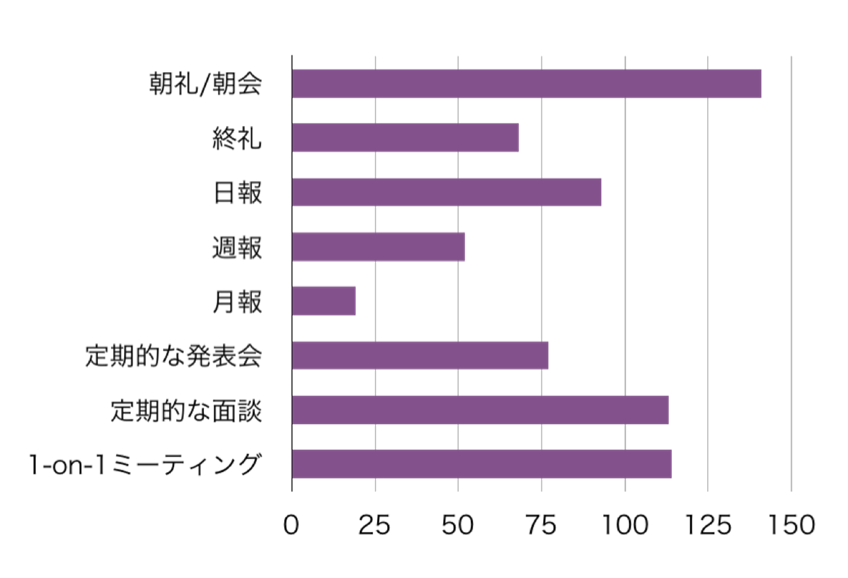 朝礼/朝会
終礼
日報
週報
月報
定期的な発表会
定期的な面談
1-on-1ミーティング
0 25 50 75 100 125 150